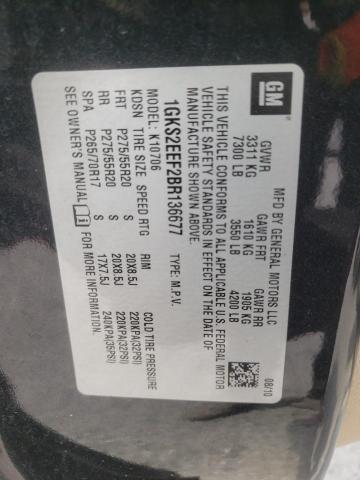 GM
MFD BY GENERAL MOTORS LLC
08/10
GVWR GAWR FRT GAWR RR
3311 KG 1610 KG 1905 KG
7300 LB 3550 LB 4200 LB
THIS VEHICLE CONFORMS TO ALL APPLICABLE U.S. FEDERAL MOTOR
VEHICLE SAFETY STANDARDS IN EFFECT ON THE DATE OF
MANUFACTURE SHOWN ABOVE.
1GKS2EEF2BR136677 TYPE: M.P.V.
MODEL: K10706
KDSN TIRE SIZE SPEED RTG RIM COLD TIRE PRESSURE
FRT P275/55R20 S 20X8.5J 220KPA(32PSI)
RR P275/55R20 S 20X8.5J 220KPA(32PSI)
SPA P265/70R17 S 17X7.5J 240KPA(35PSI)
SEE OWNER'S MANUAL FOR MORE INFORMATION.